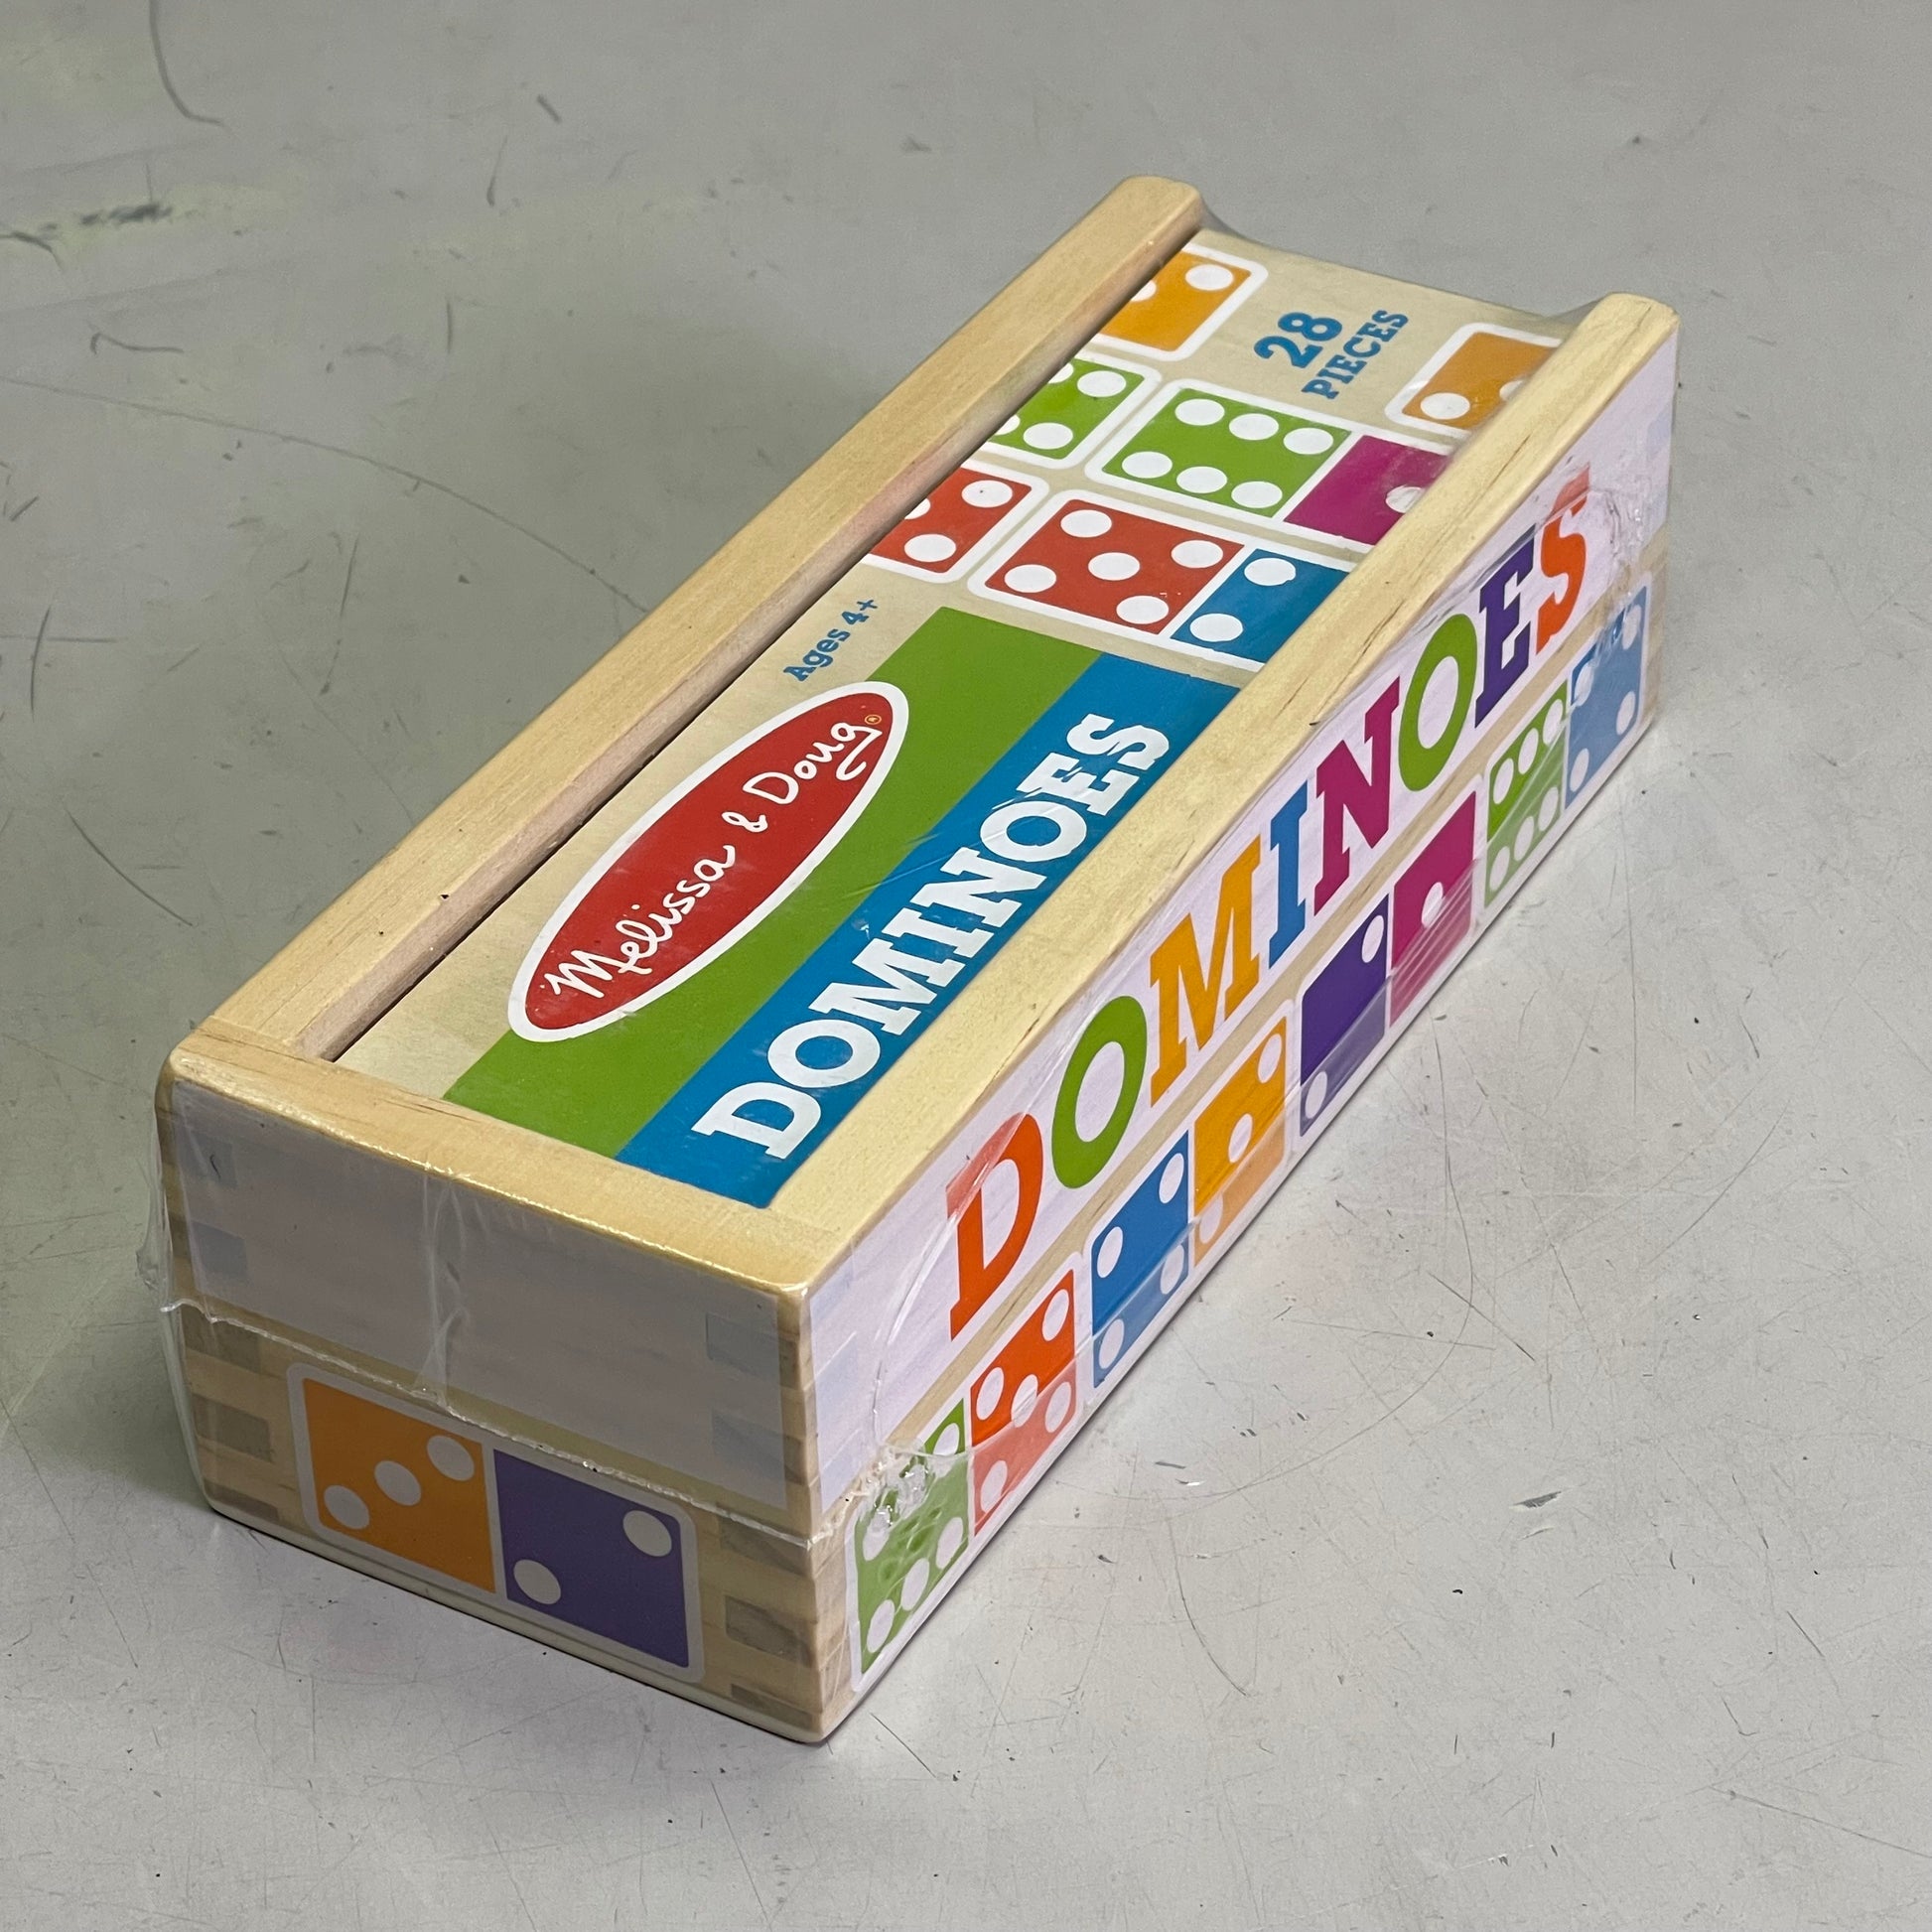 28
PIECES
Ages 4+
Melissa & Doug®
DOMINOES
DOMINOES